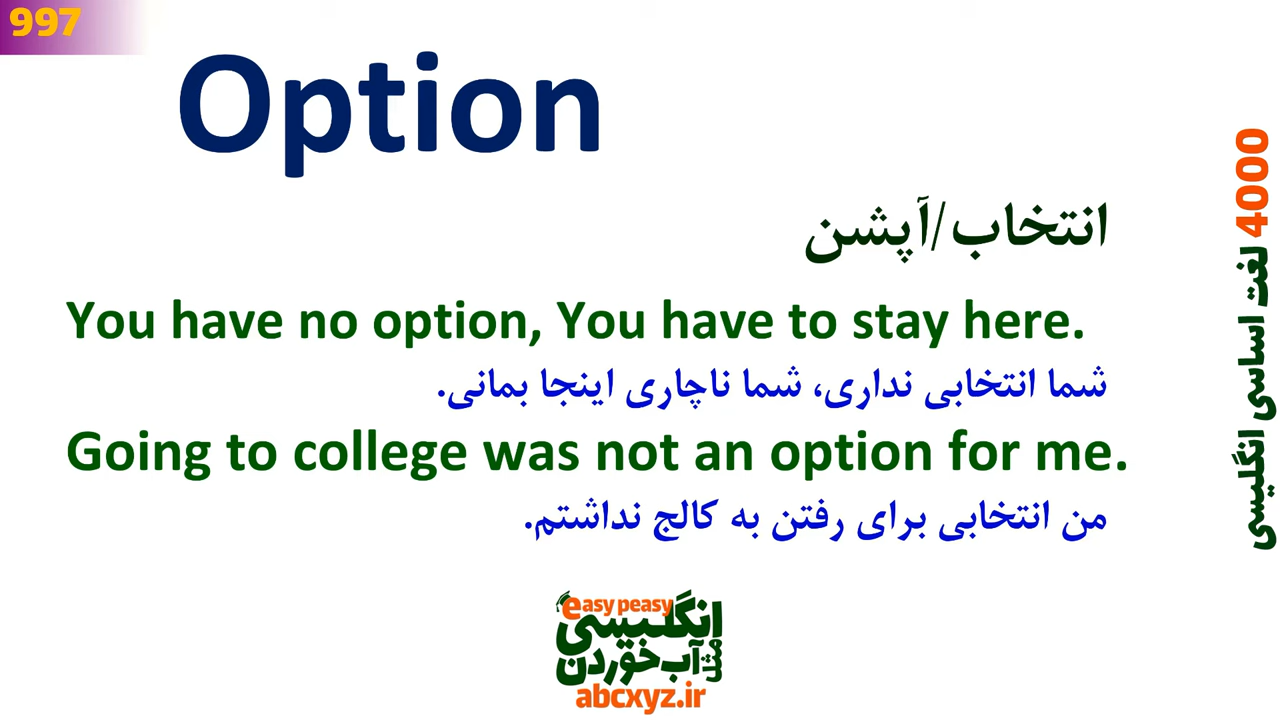 997
Option
انتخاب/آپشن
You have no option, You have to stay here.
شما انتخابی نداری، شما ناچاری اینجا بمانی.
Going to college was not an option for me.
من انتخابی برای رفتن به کالج نداشتم.
4000 لغت اساسی انگلیسی
easy peasy
انگلیسی
مثل آب خوردن
abcxyz.ir